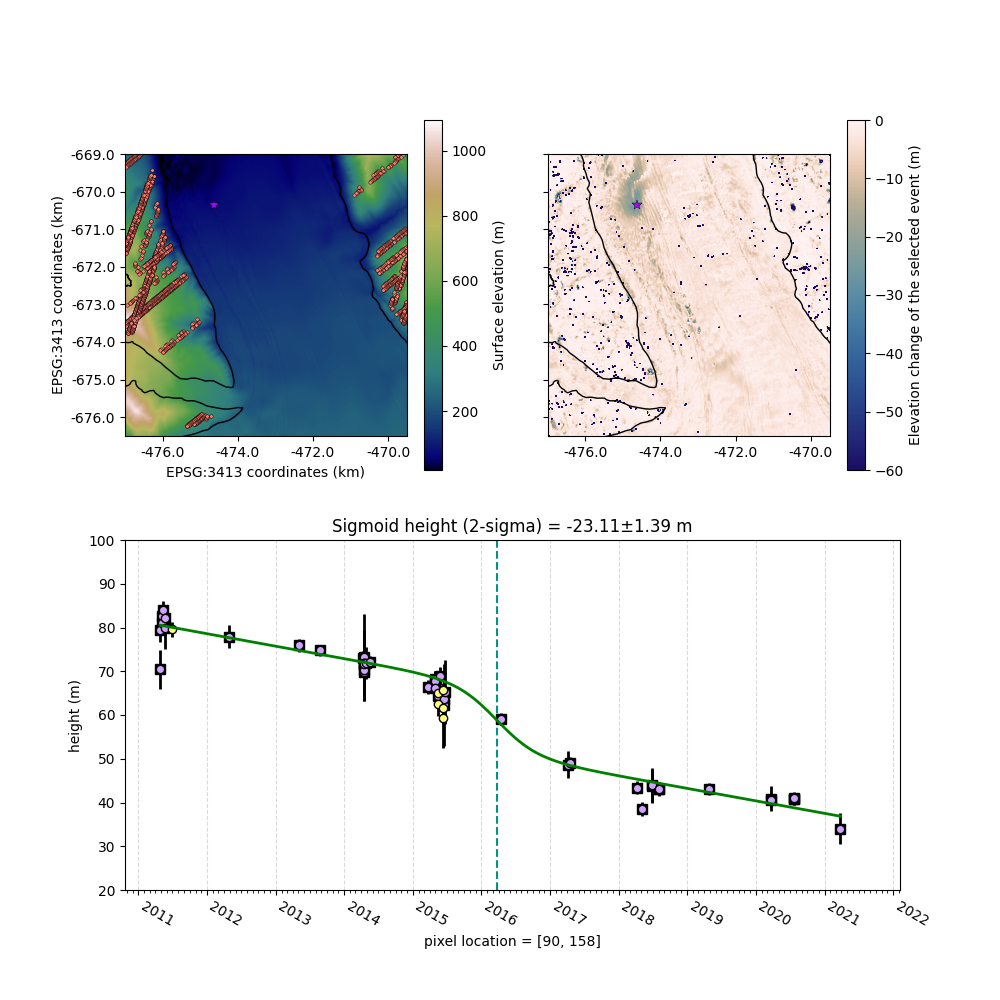 -669.0
-670.0
-671.0
-672.0
-673.0
-674.0
-675.0
-676.0
EPSG:3413 coordinates (km)
-476.0 -474.0 -472.0 -470.0
EPSG:3413 coordinates (km)
1000
800
600
400
200
Surface elevation (m)
-476.0 -474.0 -472.0 -470.0
0
−10
−20
−30
−40
−50
−60
Elevation change of the selected event (m)
Sigmoid height (2-sigma) = -23.11±1.39 m
100
90
80
70
60
50
40
30
20
height (m)
2011 2012 2013 2014 2015 2016 2017 2018 2019 2020 2021 2022
pixel location = [90, 158]